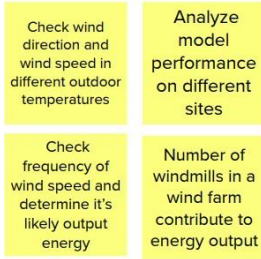 Check wind
direction and
wind speed in
different outdoor
temperatures
Analyze
model
performance
on different
sites
Check
frequency of
wind speed and
determine it's
likely output
energy
Number of
windmills in a
wind farm
contribute to
energy output